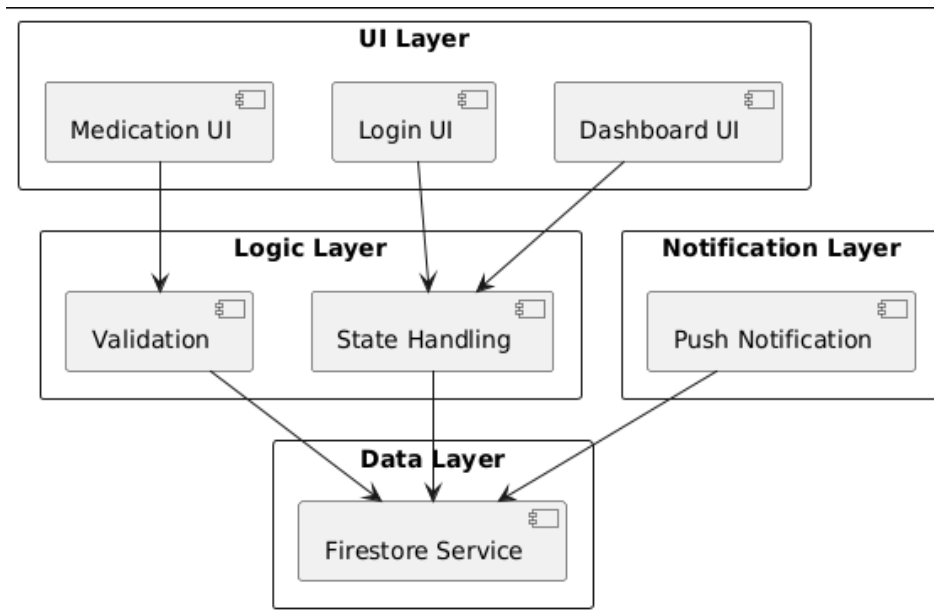 UI Layer
Medication UI
Login UI
Dashboard UI
Logic Layer
Notification Layer
Validation
State Handling
Push Notification
Data Layer
Firestore Service